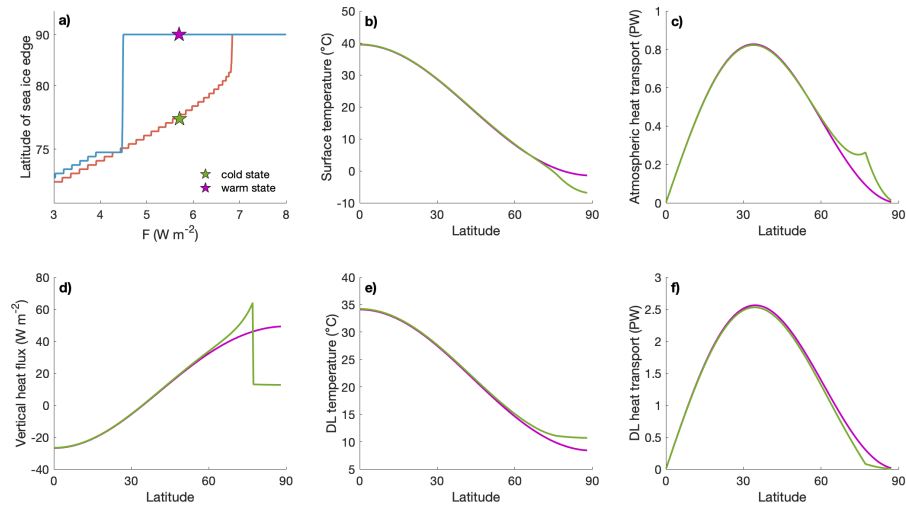 a)
Latitude of sea ice edge
90
80
75
3 4 5 6 7 8
F (W m-2)
cold state
warm state
b)
Surface temperature (°C)
50
40
30
20
10
0
-10
0 30 60 90
Latitude
c)
Atmospheric heat transport (PW)
1
0.8
0.6
0.4
0.2
0
0 30 60 90
Latitude
d)
Vertical heat flux (W m-2)
80
60
40
20
0
-20
-40
0 30 60 90
Latitude
e)
DL temperature (°C)
40
35
30
25
20
15
10
5
0 30 60 90
Latitude
f)
DL heat transport (PW)
3
2.5
2
1.5
1
0.5
0
0 30 60 90
Latitude